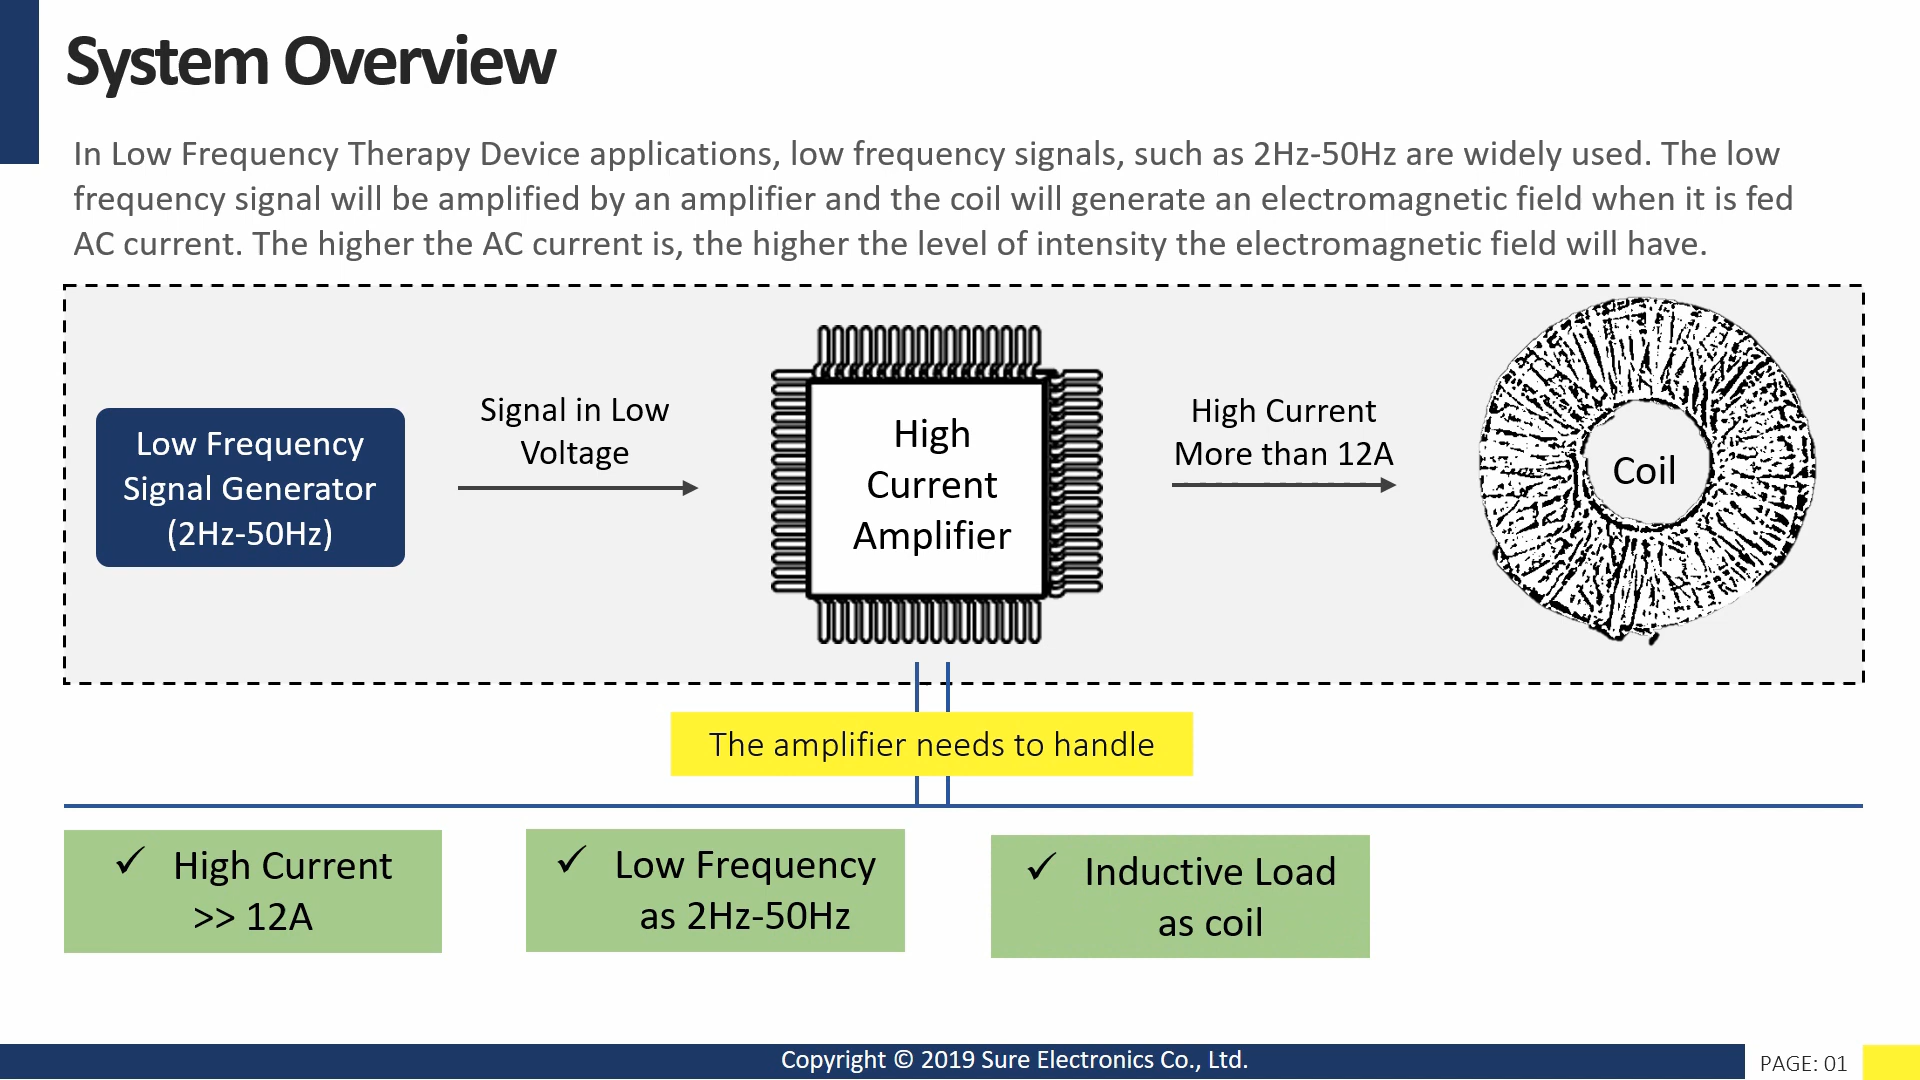 System Overview
In Low Frequency Therapy Device applications, low frequency signals, such as 2Hz-50Hz are widely used. The low
frequency signal will be amplified by an amplifier and the coil will generate an electromagnetic field when it is fed
AC current. The higher the AC current is, the higher the level of intensity the electromagnetic field will have.
Low Frequency
Signal Generator
(2Hz-50Hz)
Signal in Low
Voltage
High
Current
Amplifier
High Current
More than 12A
Coil
The amplifier needs to handle
✓ High Current
>> 12A
✓ Low Frequency
as 2Hz-50Hz
✓ Inductive Load
as coil
Copyright © 2019 Sure Electronics Co., Ltd.
PAGE: 01